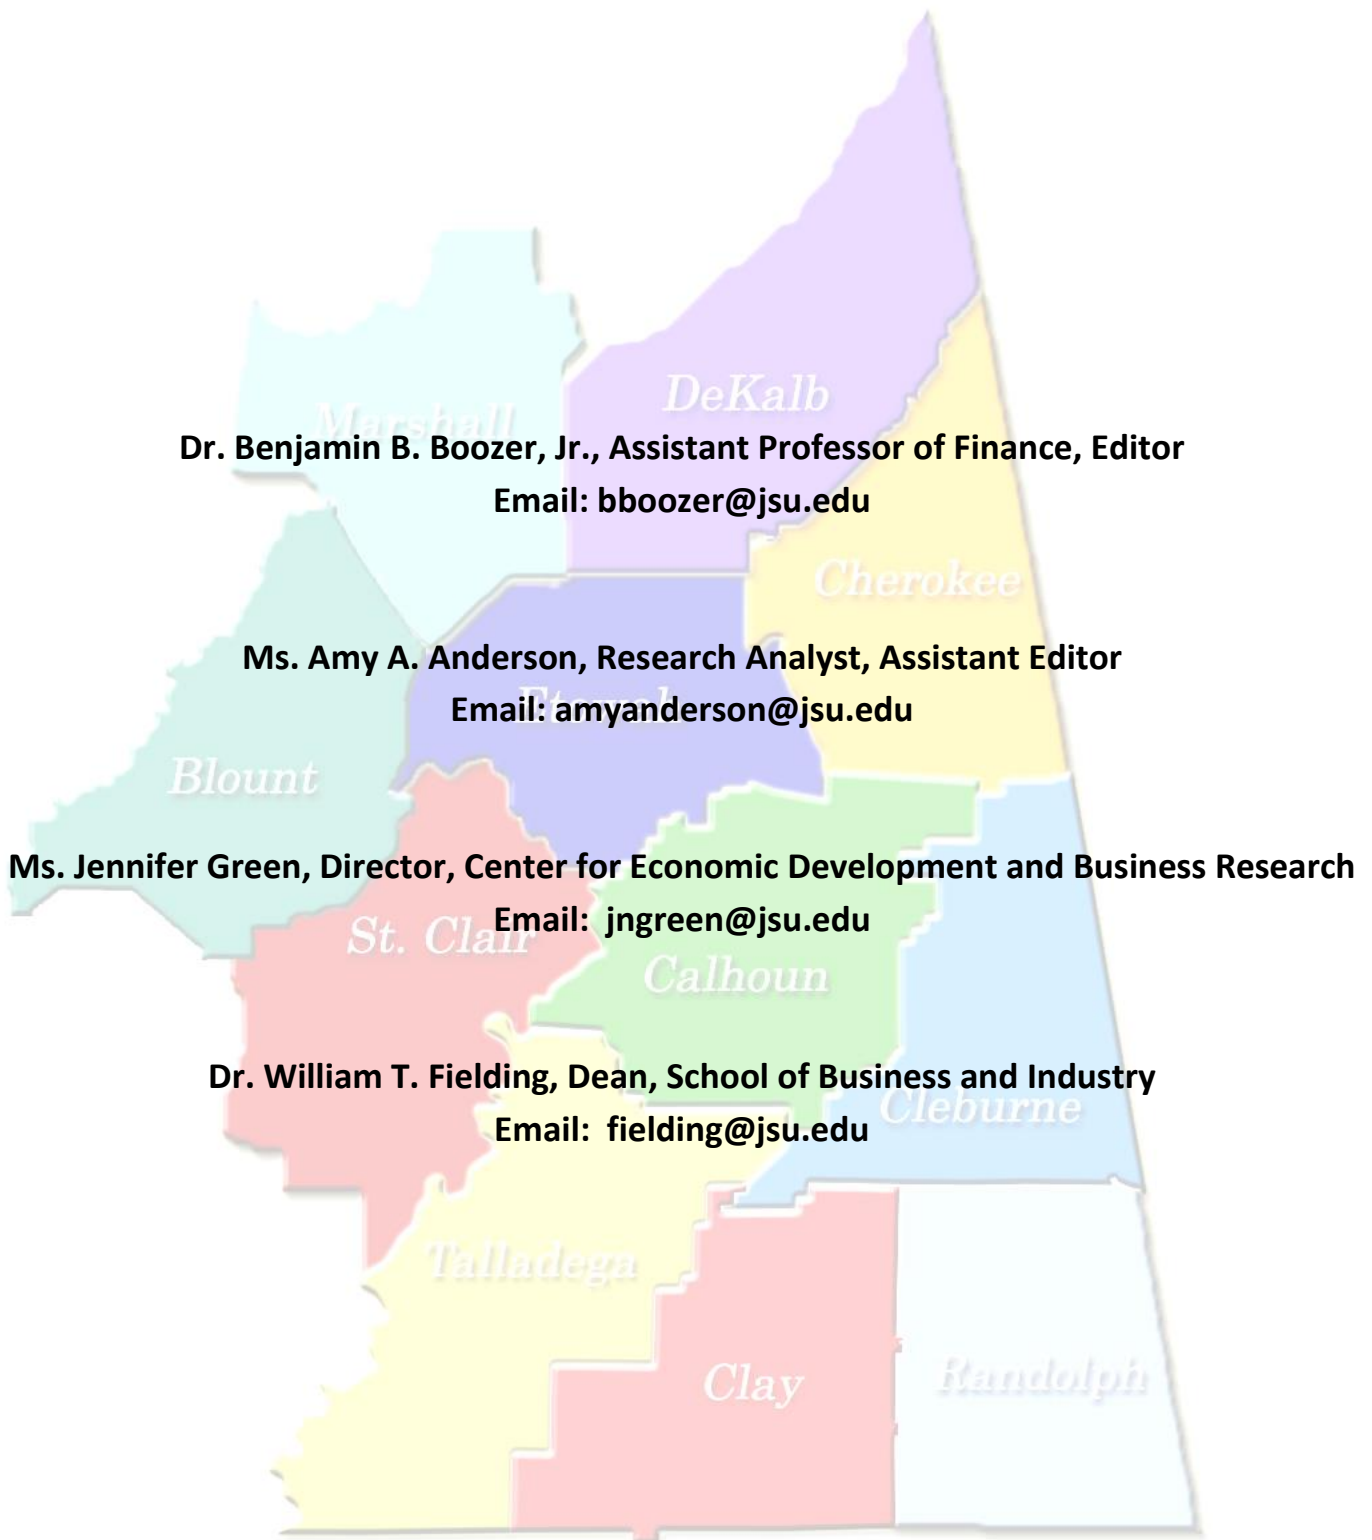 DeKalb
Marshall
Dr. Benjamin B. Boozer, Jr., Assistant Professor of Finance, Editor
Email: bboozer@jsu.edu
Cherokee
Ms. Amy A. Anderson, Research Analyst, Assistant Editor
Etowah
Email: amyanderson@jsu.edu
Blount
Ms. Jennifer Green, Director, Center for Economic Development and Business Research
Email: jngreen@jsu.edu
St. Clair
Calhoun
Dr. William T. Fielding, Dean, School of Business and Industry
Cleburne
Email: fielding@jsu.edu
Talladega
Clay
Randolph